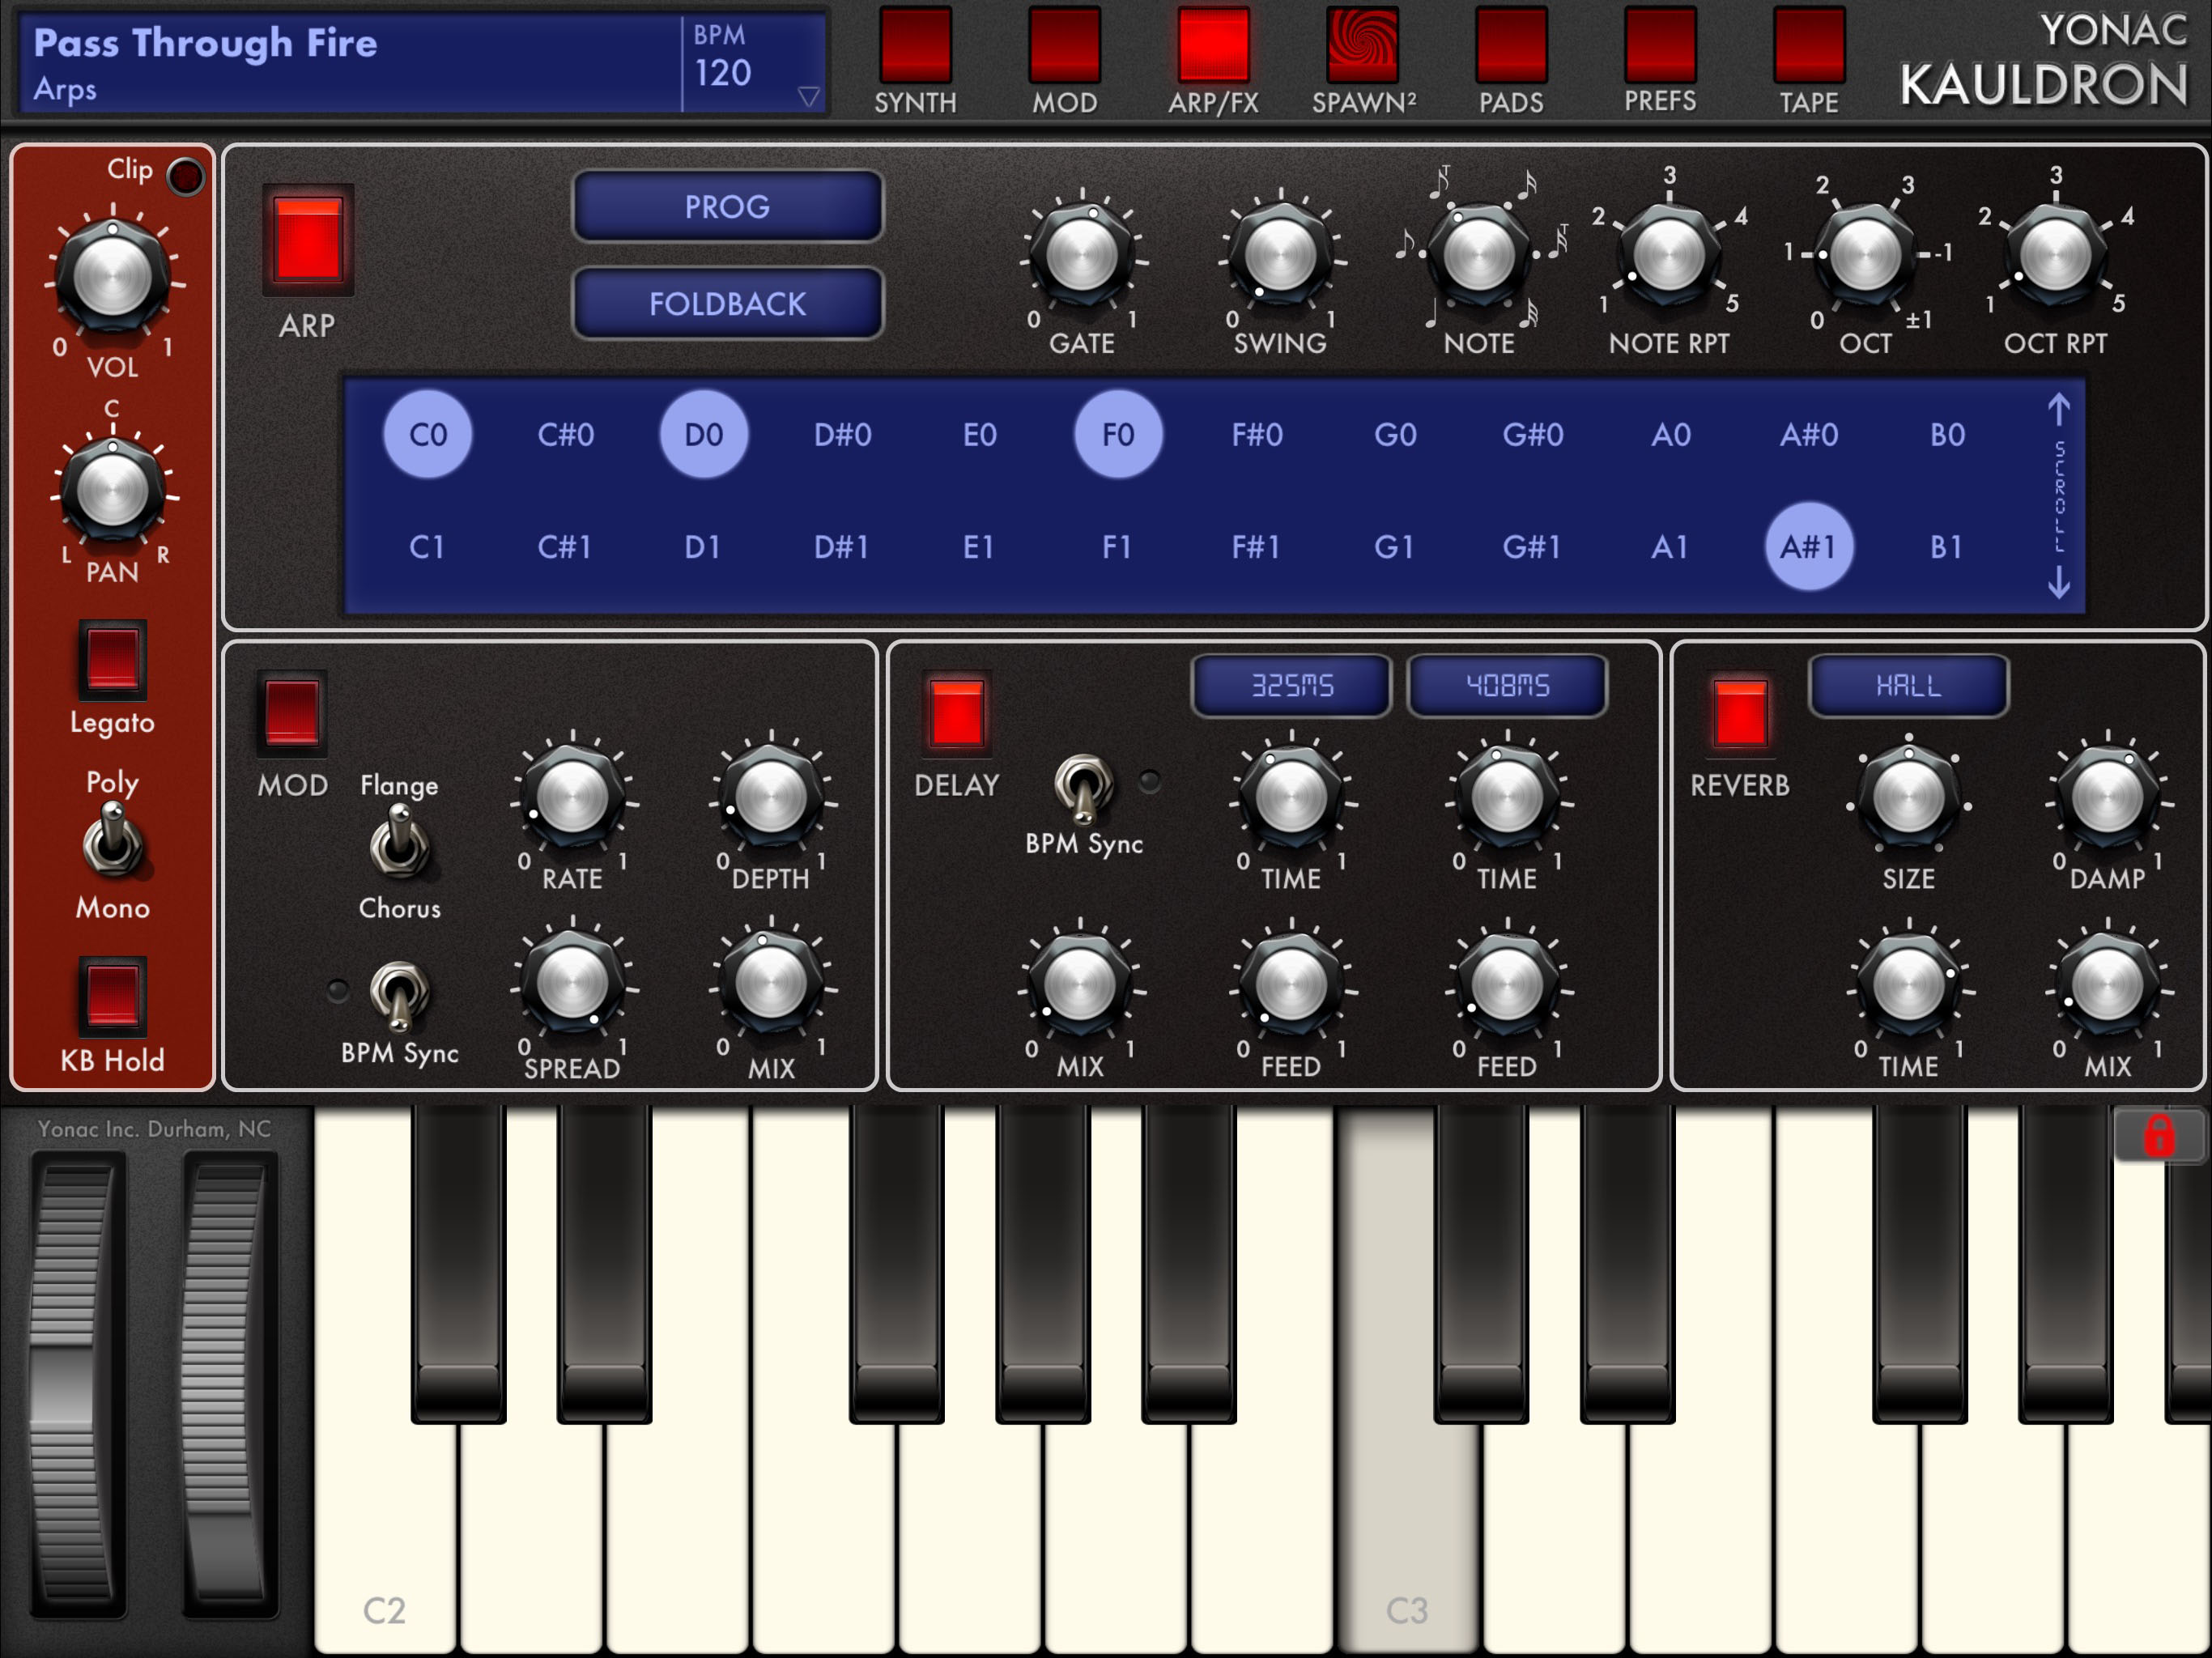 Pass Through Fire
Arps
BPM
120
SYNTH MOD ARP/FX SPAWN² PADS PREFS TAPE
YONAC
KAULDRON
Clip
0 1
VOL
C
L R
PAN
Legato
Poly
Mono
KB Hold
ARP
PROG
FOLDBACK
0 1
GATE
0 1
SWING
T
T
NOTE
1 2 3 4 5
NOTE RPT
0 1 2 3 -1 ±1
OCT
1 2 3 4 5
OCT RPT
C0 C#0 D0 D#0 E0 F0 F#0 G0 G#0 A0 A#0 B0
C1 C#1 D1 D#1 E1 F1 F#1 G1 G#1 A1 A#1 B1
SCROLL
MOD
Flange
Chorus
BPM Sync
0 1
RATE
0 1
DEPTH
0 1
SPREAD
0 1
MIX
DELAY
BPM Sync
325MS
408MS
0 1
TIME
0 1
TIME
0 1
MIX
0 1
FEED
0 1
FEED
REVERB
HALL
SIZE
0 1
DAMP
0 1
TIME
0 1
MIX
Yonac Inc. Durham, NC
C2
C3